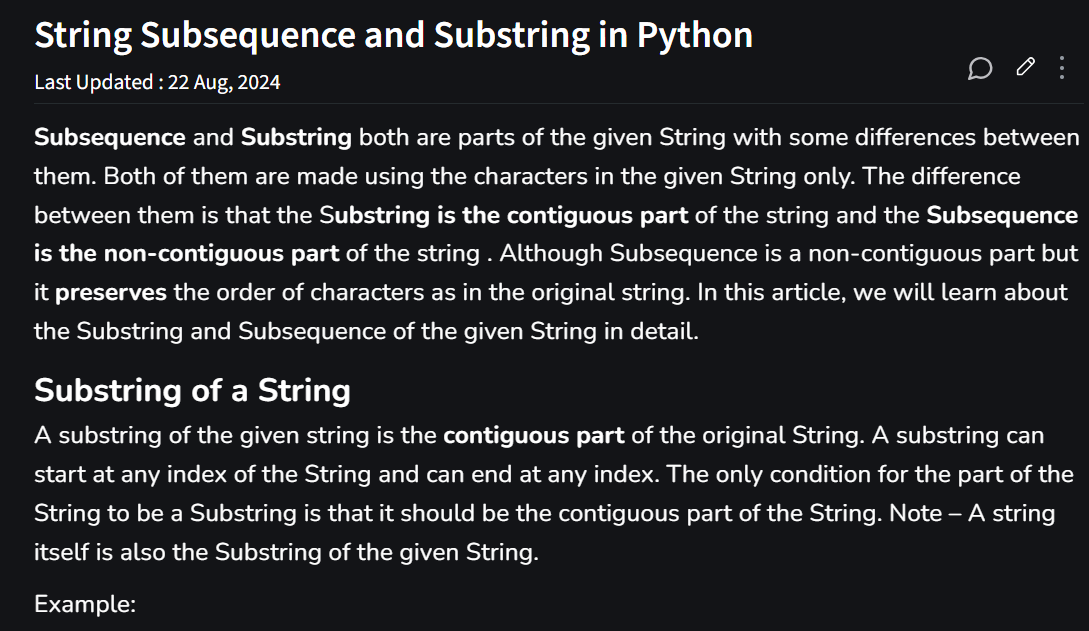 String Subsequence and Substring in Python
Last Updated : 22 Aug, 2024
Subsequence and Substring both are parts of the given String with some differences between
them. Both of them are made using the characters in the given String only. The difference
between them is that the Substring is the contiguous part of the string and the Subsequence
is the non-contiguous part of the string . Although Subsequence is a non-contiguous part but
it preserves the order of characters as in the original string. In this article, we will learn about
the Substring and Subsequence of the given String in detail.
Substring of a String
A substring of the given string is the contiguous part of the original String. A substring can
start at any index of the String and can end at any index. The only condition for the part of the
String to be a Substring is that it should be the contiguous part of the String. Note – A string
itself is also the Substring of the given String.
Example: